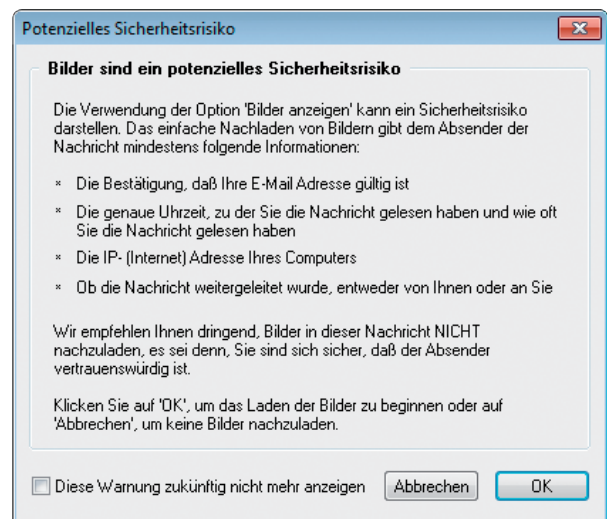 Potenzielles Sicherheitsrisiko
Bilder sind ein potenzielles Sicherheitsrisiko
Die Verwendung der Option 'Bilder anzeigen' kann ein Sicherheitsrisiko
darstellen. Das einfache Nachladen von Bildern gibt dem Absender der
Nachricht mindestens folgende Informationen:
* Die Bestätigung, daß Ihre E-Mail Adresse gültig ist
* Die genaue Uhrzeit, zu der Sie die Nachricht gelesen haben und wie oft
Sie die Nachricht gelesen haben
* Die IP- (Internet) Adresse Ihres Computers
* Ob die Nachricht weitergeleitet wurde, entweder von Ihnen oder an Sie
Wir empfehlen Ihnen dringend, Bilder in dieser Nachricht NICHT
nachzuladen, es sei denn, Sie sind sich sicher, daß der Absender
vertrauenswürdig ist.
Klicken Sie auf 'OK', um das Laden der Bilder zu beginnen oder auf
'Abbrechen', um keine Bilder nachzuladen.
Diese Warnung zukünftig nicht mehr anzeigen Abbrechen OK